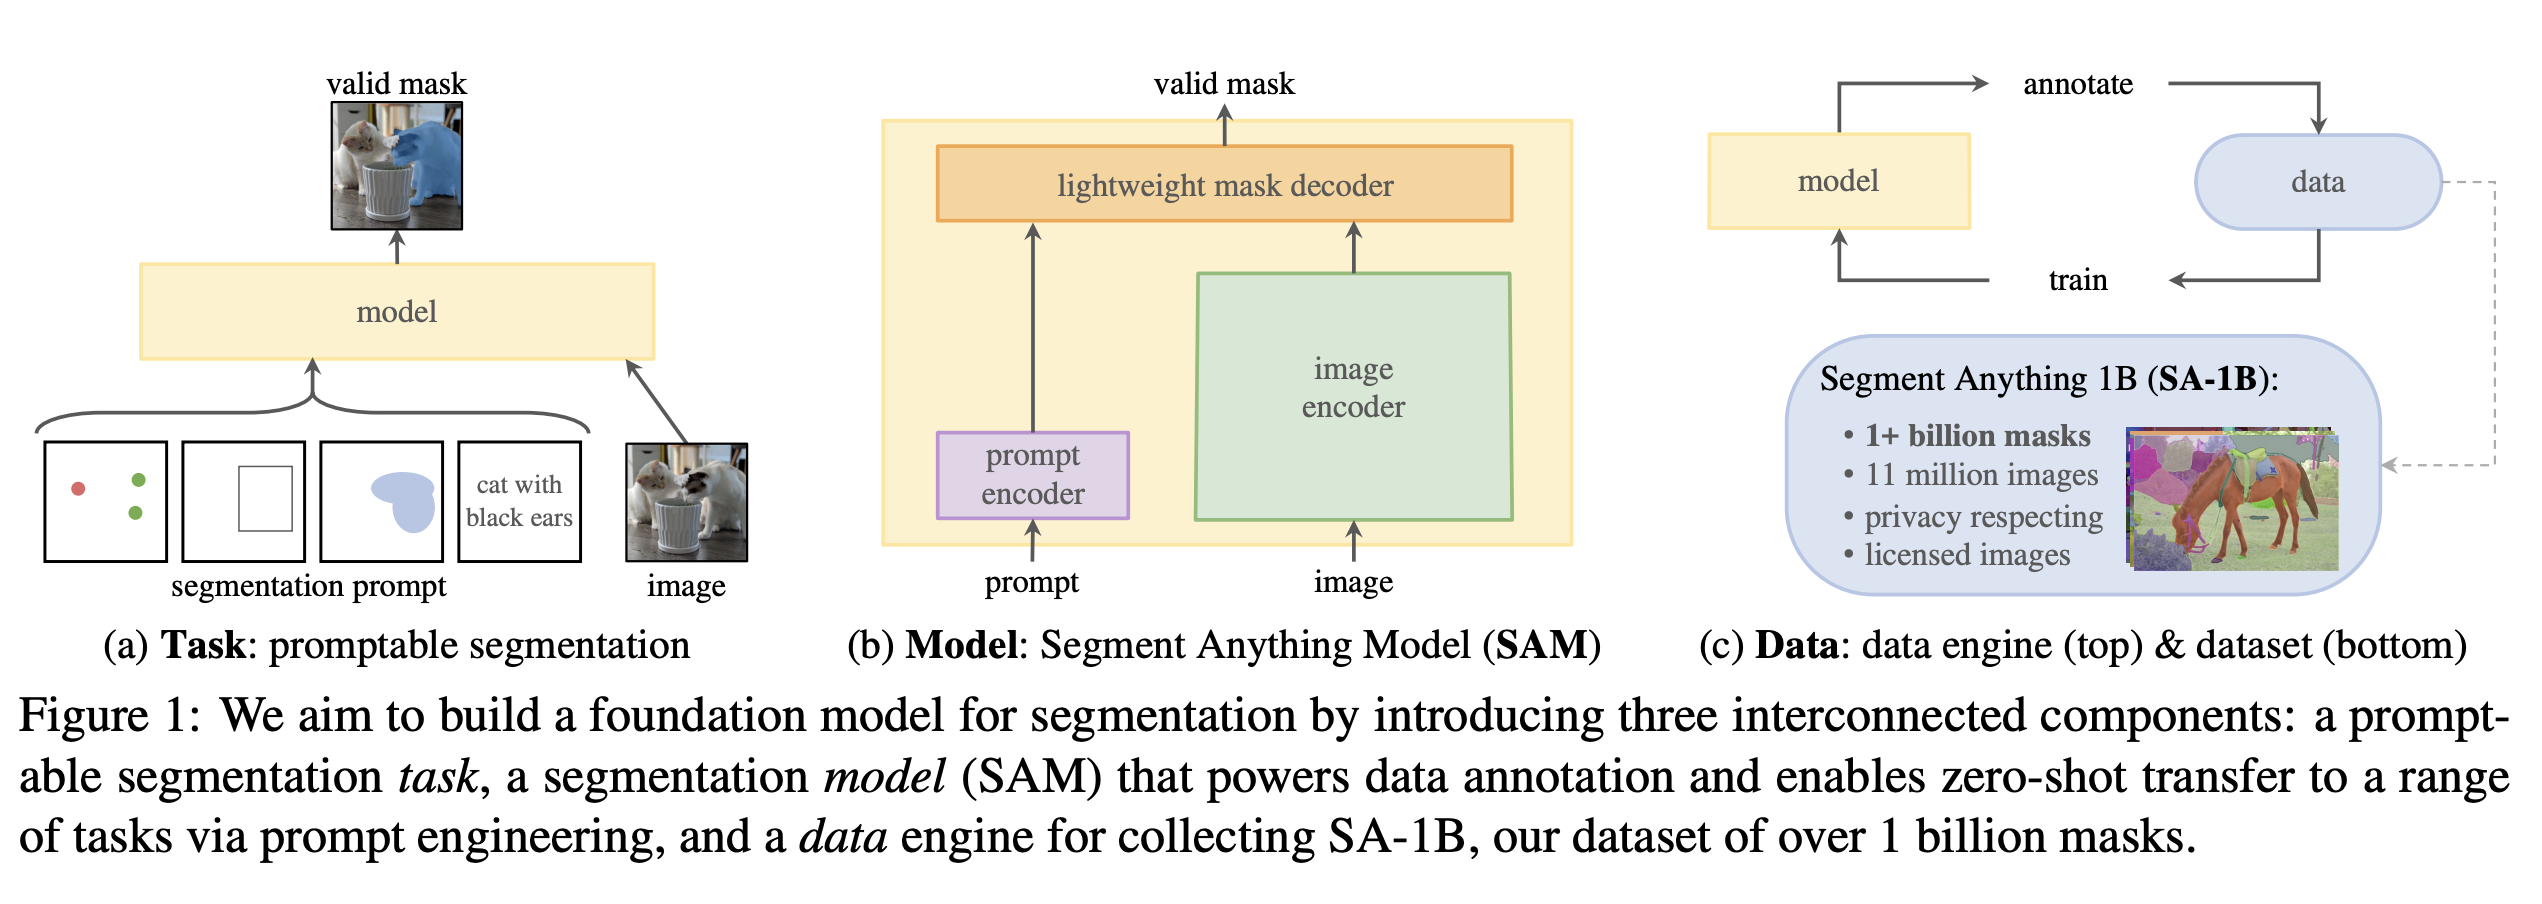 valid mask
model
cat with
black ears
segmentation prompt
image
(a) Task: promptable segmentation
valid mask
lightweight mask decoder
image
encoder
prompt
encoder
prompt
image
(b) Model: Segment Anything Model (SAM)
annotate
model
data
train
Segment Anything 1B (SA-1B):
• 1+ billion masks
• 11 million images
• privacy respecting
• licensed images
(c) Data: data engine (top) & dataset (bottom)
Figure 1: We aim to build a foundation model for segmentation by introducing three interconnected components: a prompt-
able segmentation task, a segmentation model (SAM) that powers data annotation and enables zero-shot transfer to a range
of tasks via prompt engineering, and a data engine for collecting SA-1B, our dataset of over 1 billion masks.